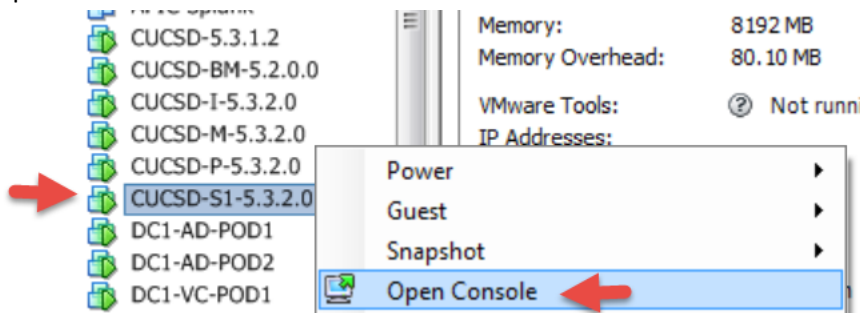 CUCSD-5.3.1.2
CUCSD-BM-5.2.0.0
CUCSD-I-5.3.2.0
CUCSD-M-5.3.2.0
CUCSD-P-5.3.2.0
CUCSD-S1-5.3.2.0
DC1-AD-POD1
DC1-AD-POD2
DC1-VC-POD1
Memory: 8192 MB
Memory Overhead: 80.10 MB
VMware Tools: Not runni
IP Addresses:
Power
Guest
Snapshot
Open Console